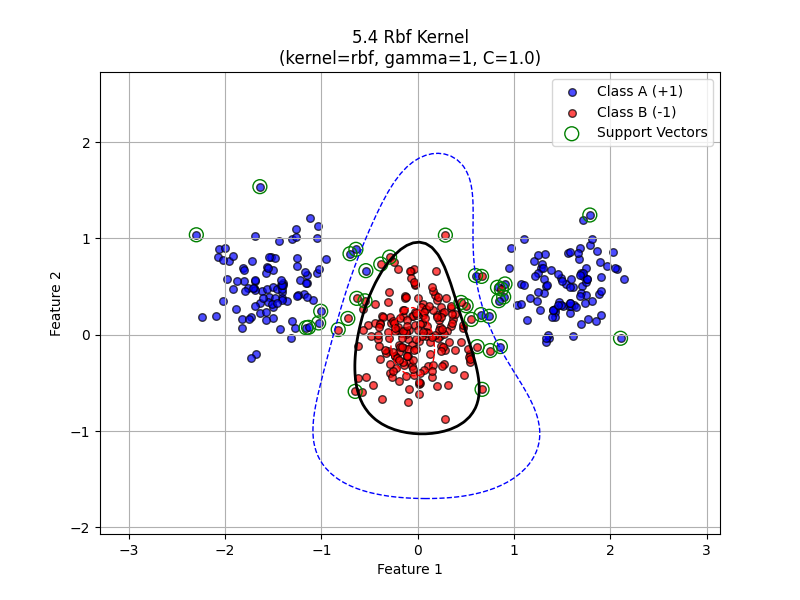 5.4 Rbf Kernel
(kernel=rbf, gamma=1, C=1.0)
Class A (+1)
Class B (-1)
Support Vectors
2
1
0
−1
−2
Feature 2
−3
−2
−1
0
1
2
3
Feature 1